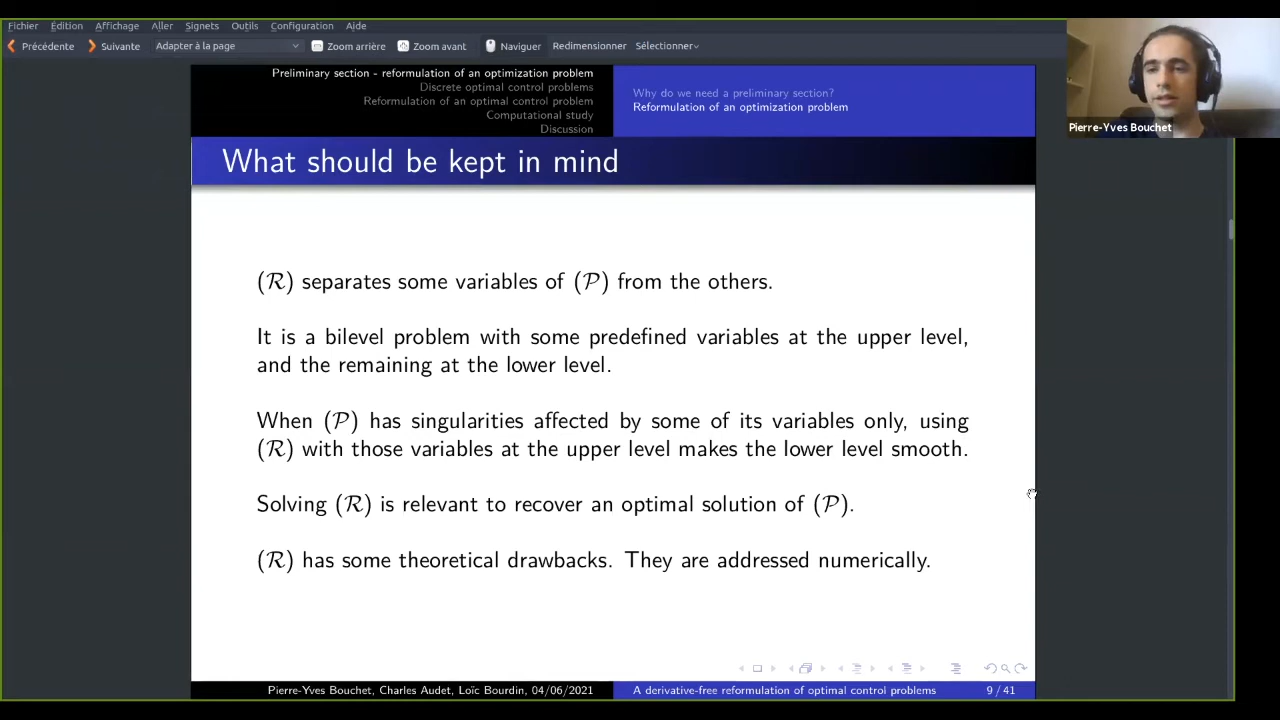 Fichier Édition Affichage Aller Signets Outils Configuration Aide
Précédente Suivante Adapter à la page Zoom arrière Zoom avant Naviguer Redimensionner Sélectionner
Pierre-Yves Bouchet
Preliminary section - reformulation of an optimization problem
Discrete optimal control problems
Reformulation of an optimal control problem
Computational study
Discussion
Why do we need a preliminary section?
Reformulation of an optimization problem
What should be kept in mind
(ℛ) separates some variables of (𝒫) from the others.
It is a bilevel problem with some predefined variables at the upper level,
and the remaining at the lower level.
When (𝒫) has singularities affected by some of its variables only, using
(ℛ) with those variables at the upper level makes the lower level smooth.
Solving (ℛ) is relevant to recover an optimal solution of (𝒫).
(ℛ) has some theoretical drawbacks. They are addressed numerically.
Pierre-Yves Bouchet, Charles Audet, Loïc Bourdin, 04/06/2021
A derivative-free reformulation of optimal control problems
9 / 41